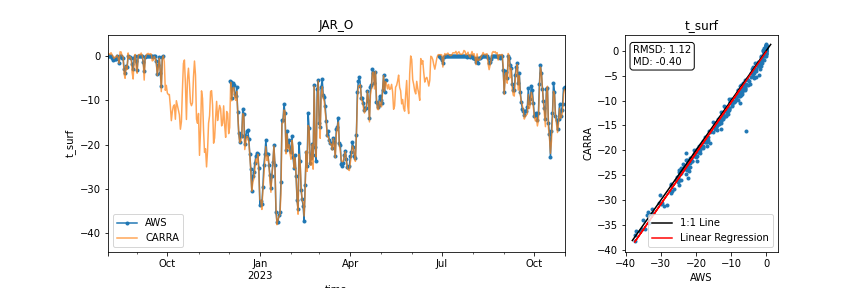 JAR_O
t_surf
0
−10
−20
−30
−40
t_surf
AWS
CARRA
Oct
Jan
2023
Apr
Jul
Oct
t_surf
RMSD: 1.12
MD: -0.40
0
−5
−10
−15
−20
−25
−30
−35
−40
CARRA
1:1 Line
Linear Regression
−40
−30
−20
−10
0
AWS